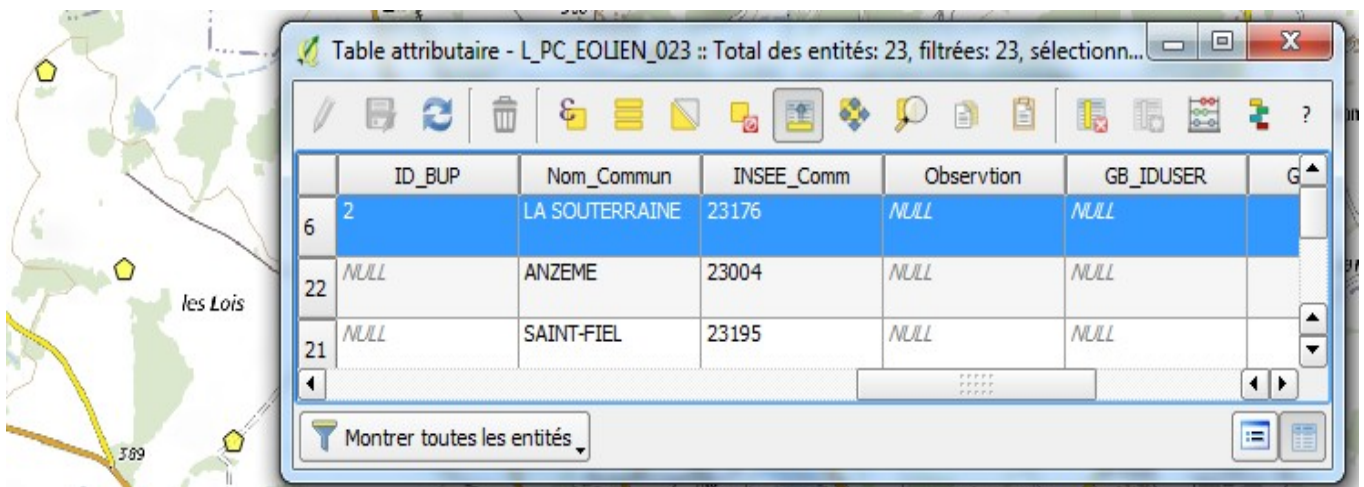 Table attributaire - L_PC_EOLIEN_023 :: Total des entités: 23, filtrées: 23, sélectionn...
ε
?
ID_BUP Nom_Commun INSEE_Comm Observtion GB_IDUSER G
6 2 LA SOUTERRAINE 23176 NULL NULL
22 NULL ANZEME 23004 NULL NULL
21 NULL SAINT-FIEL 23195 NULL NULL
Montrer toutes les entités
les Lois
389